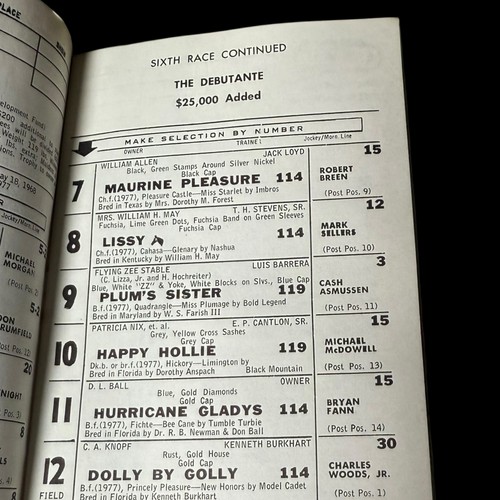 PLACE
SIXTH RACE CONTINUED
THE DEBUTANTE
$25,000 Added
MAKE SELECTION BY NUMBER
OWNER TRAINER Jockey/Morn. Line
WILLIAM ALLEN JACK LOYD 15
Black, Green Stamps Around Silver Nickel
Black Cap
7 MAURINE PLEASURE 114 ROBERT BREEN
Ch.f.(1977), Pleasure Castle—Miss Starlet by Imbros
Bred in Texas by Mrs. Dorothy M. Forest (Post Pos. 9)
MRS. WILLIAM H. MAY T. H. STEVENS, SR. 12
Fuchsia, Lime Green Dots, Fuchsia Band on Green Sleeves
Fuchsia Cap
8 LISSY 114 MARK SELLERS
Ch.f.(1977), Cahasa—Glenary by Nashua
Bred in Kentucky by William H. May (Post Pos. 10)
FLYING ZEE STABLE LUIS BARRERA 3
(C. Lizza, Jr. and H. Hochreiter)
Blue, White "ZZ" & Yoke, White Blocks on Slvs., Blue Cap
9 PLUM'S SISTER 119 CASH ASMUSSEN
B.f.(1977), Quadrangle—Miss Plumage by Bold Legend
Bred in Maryland by W. S. Farish III (Post Pos. 11)
PATRICIA NIX, et. al. E. P. CANTLON, SR. 15
Grey, Yellow Cross Sashes
Grey Cap
10 HAPPY HOLLIE 119 MICHAEL McDOWELL
Dk.b. or br.f.(1977), Hickory—Limington by
Bred in Florida by Dorothy Anspach Black Mountain (Post Pos. 13)
D. L. BALL OWNER 15
Blue, Gold Diamonds
Gold Cap
11 HURRICANE GLADYS 114 BRYAN FANN
B.f.(1977), Fichte—Bee Cane by Tumble Turbie
Bred in Florida by Dr. R. B. Newman & Don Ball (Post Pos. 14)
C. A. KNOPF KENNETH BURKHART 30
Rust, Gold House
Gold Cap
12 DOLLY BY GOLLY 114 CHARLES WOODS, JR.
FIELD B.f.(1977), Princely Pleasure—New Honors by Model Cadet
Bred in Florida by Kenneth Burkhart (Post Pos. 1)